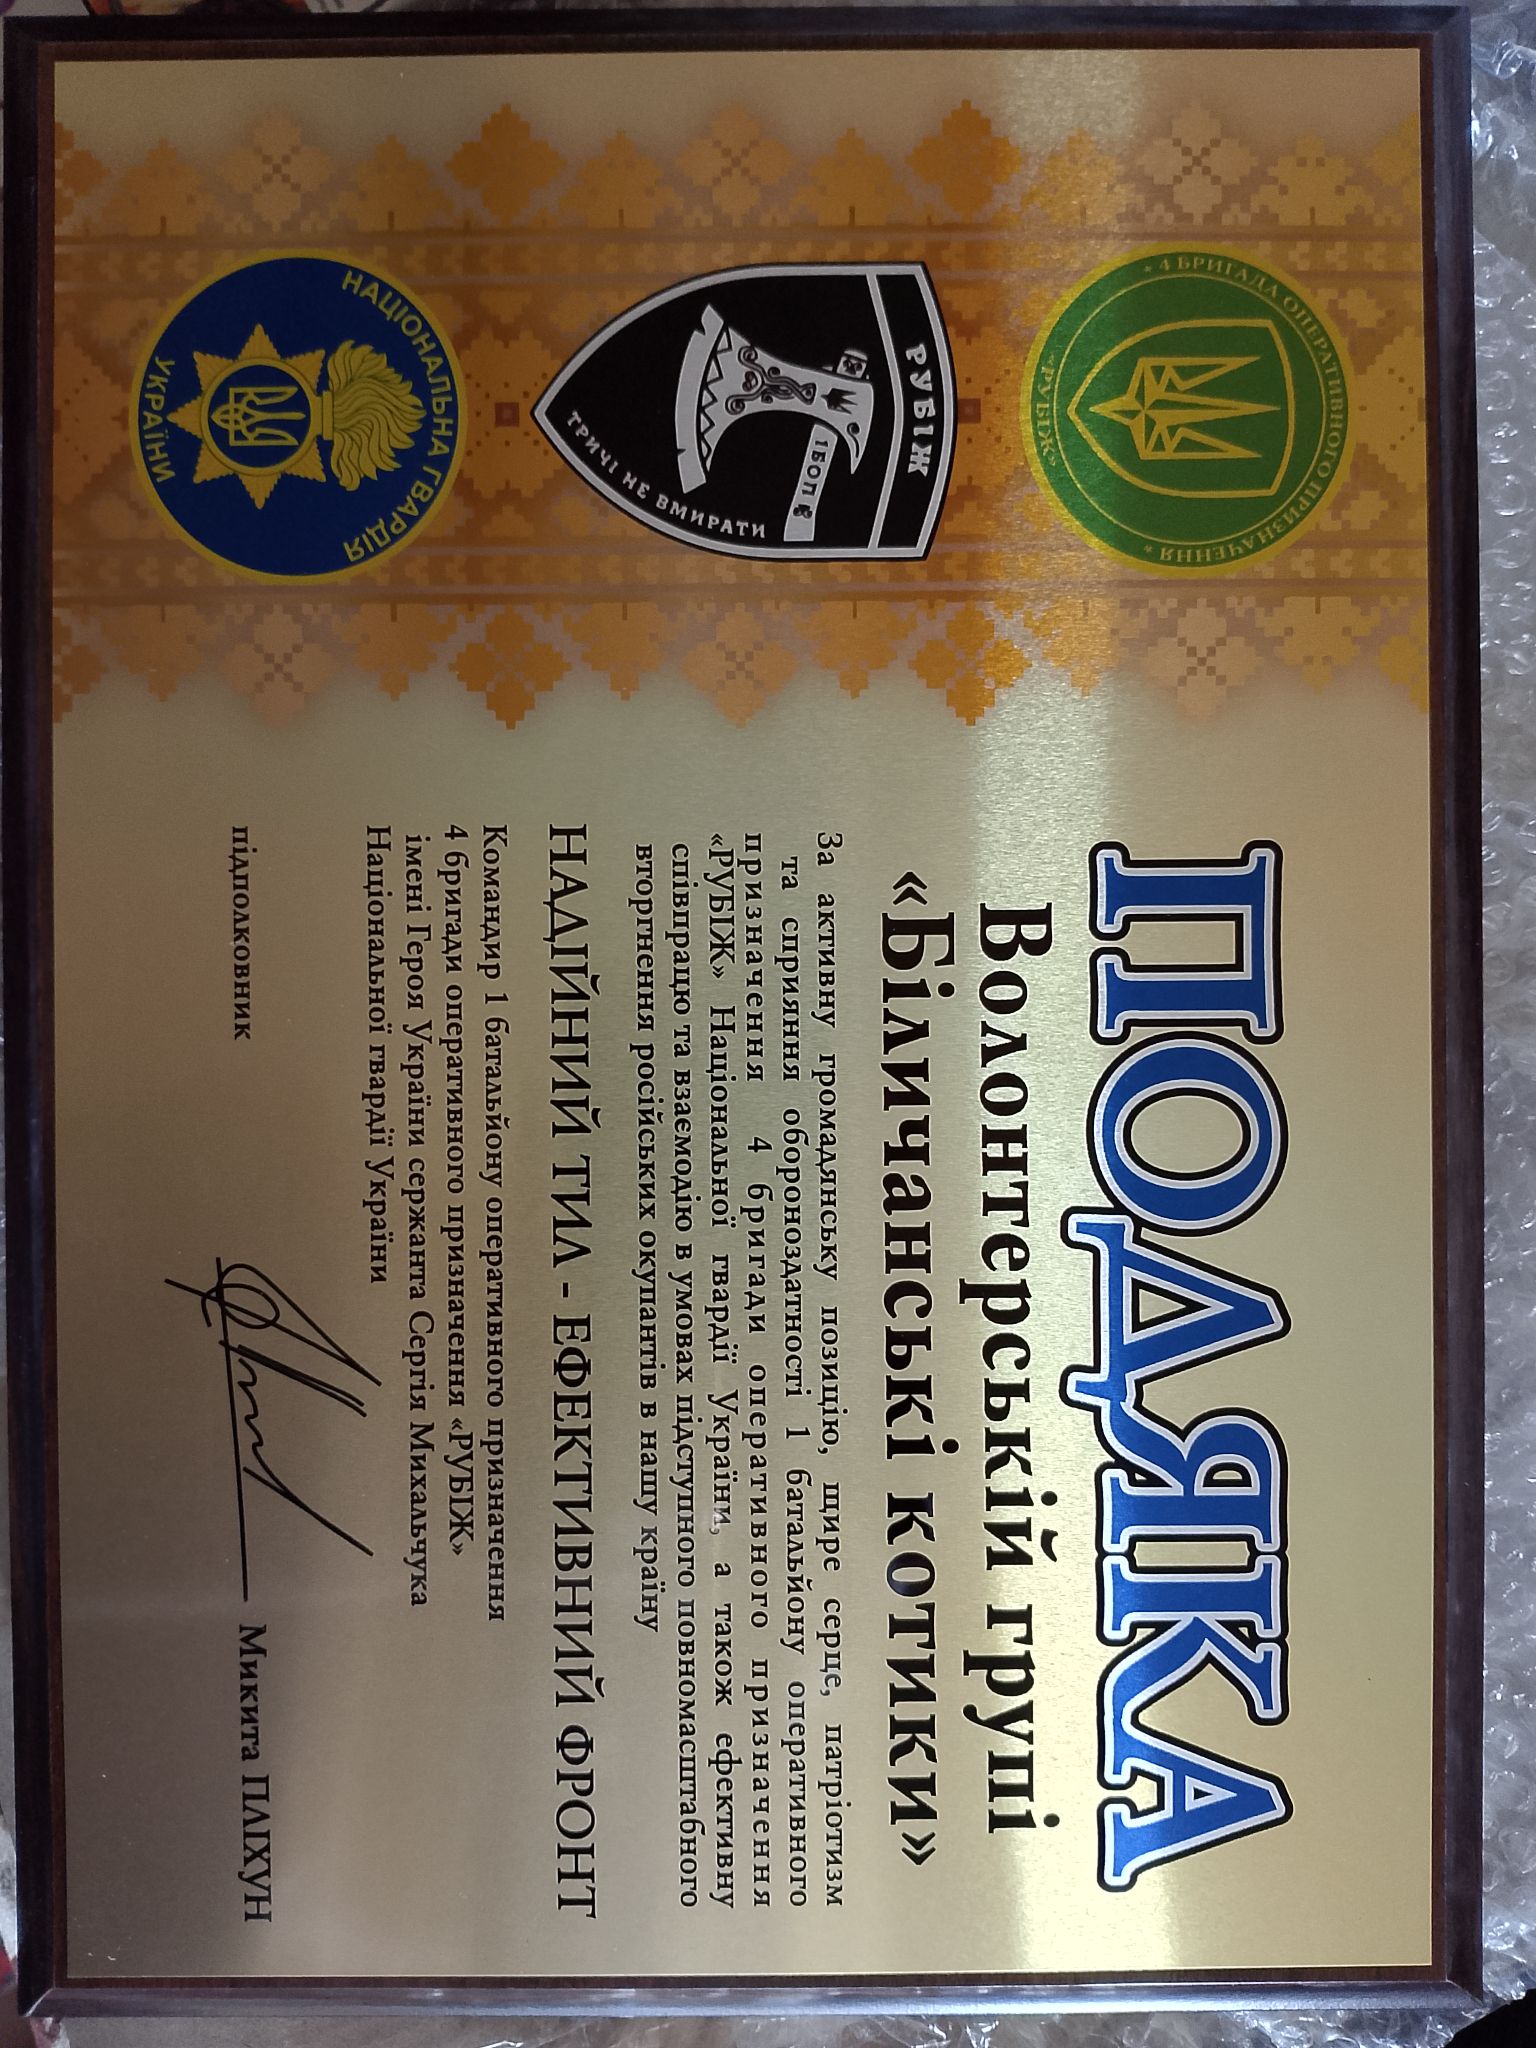 * 4 БРИГАДА ОПЕРАТИВНОГО ПРИЗНАЧЕННЯ *
«РУБІЖ»
РУБІЖ
1 БОП
ТРИЧІ НЕ ВМИРАТИ
НАЦІОНАЛЬНА ГВАРДІЯ
УКРАЇНИ
ПОДЯКА
Волонтерській групі
«Біличанські котики»
За активну громадянську позицію, щире серце, патріотизм
та сприяння обороноздатності 1 батальйону оперативного
призначення 4 бригади оперативного призначення
«РУБІЖ» Національної гвардії України, а також ефективну
співпрацю та взаємодію в умовах підступного повномасштабного
вторгнення російських окупантів в нашу країну
НАДІЙНИЙ ТИЛ - ЕФЕКТИВНИЙ ФРОНТ
Командир 1 батальйону оперативного призначення
4 бригади оперативного призначення «РУБІЖ»
імені Героя України сержанта Сергія Михальчука
Національної гвардії України
підполковник Микита ПЛІХУН